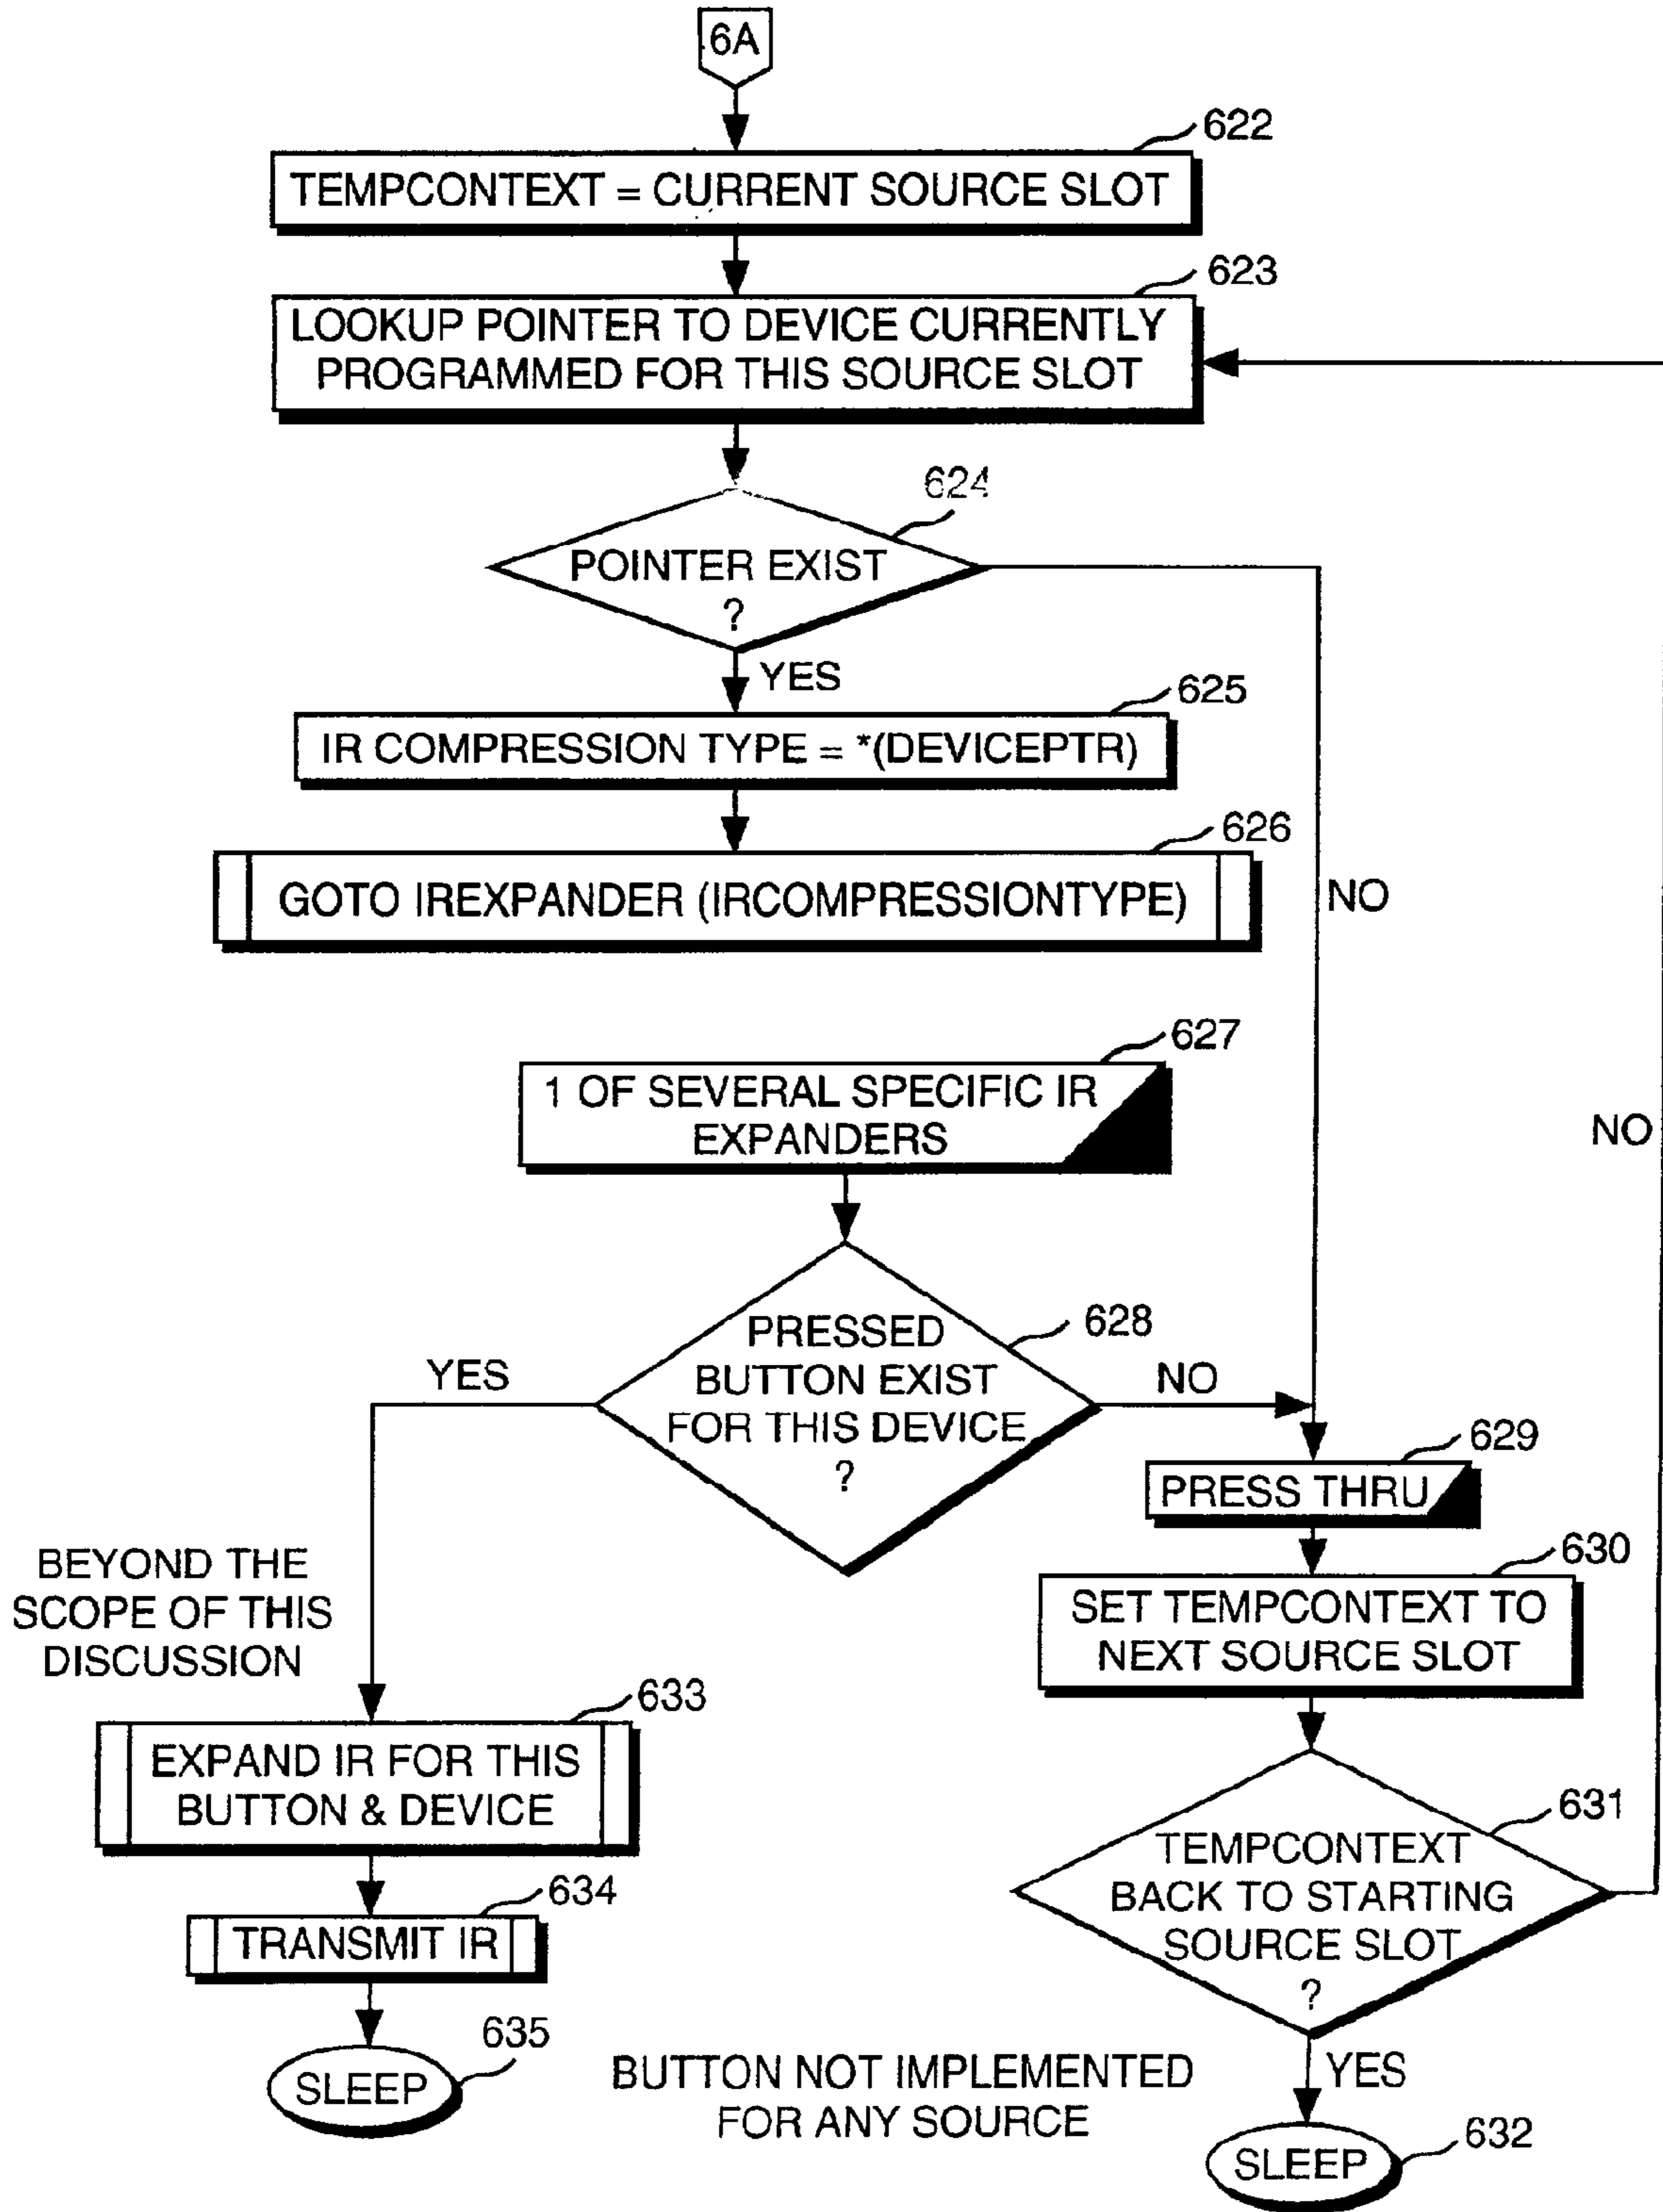 6A
622
TEMPCONTEXT = CURRENT SOURCE SLOT
623
LOOKUP POINTER TO DEVICE CURRENTLY
PROGRAMMED FOR THIS SOURCE SLOT
624
POINTER EXIST
?
YES
625
IR COMPRESSION TYPE = *(DEVICEPTR)
626
GOTO IREXPANDER (IRCOMPRESSIONTYPE)
NO
627
1 OF SEVERAL SPECIFIC IR
EXPANDERS
NO
628
PRESSED
BUTTON EXIST
FOR THIS DEVICE
?
YES
NO
629
PRESS THRU
630
SET TEMPCONTEXT TO
NEXT SOURCE SLOT
BEYOND THE
SCOPE OF THIS
DISCUSSION
633
EXPAND IR FOR THIS
BUTTON & DEVICE
631
TEMPCONTEXT
BACK TO STARTING
SOURCE SLOT
?
634
TRANSMIT IR
635
SLEEP
BUTTON NOT IMPLEMENTED
FOR ANY SOURCE
YES
632
SLEEP